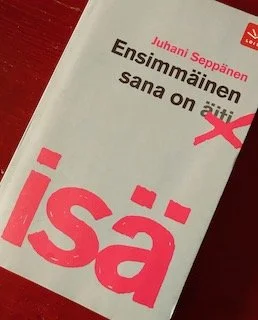 Juhani Seppänen
Ensimmäinen
sana on äiti
isä